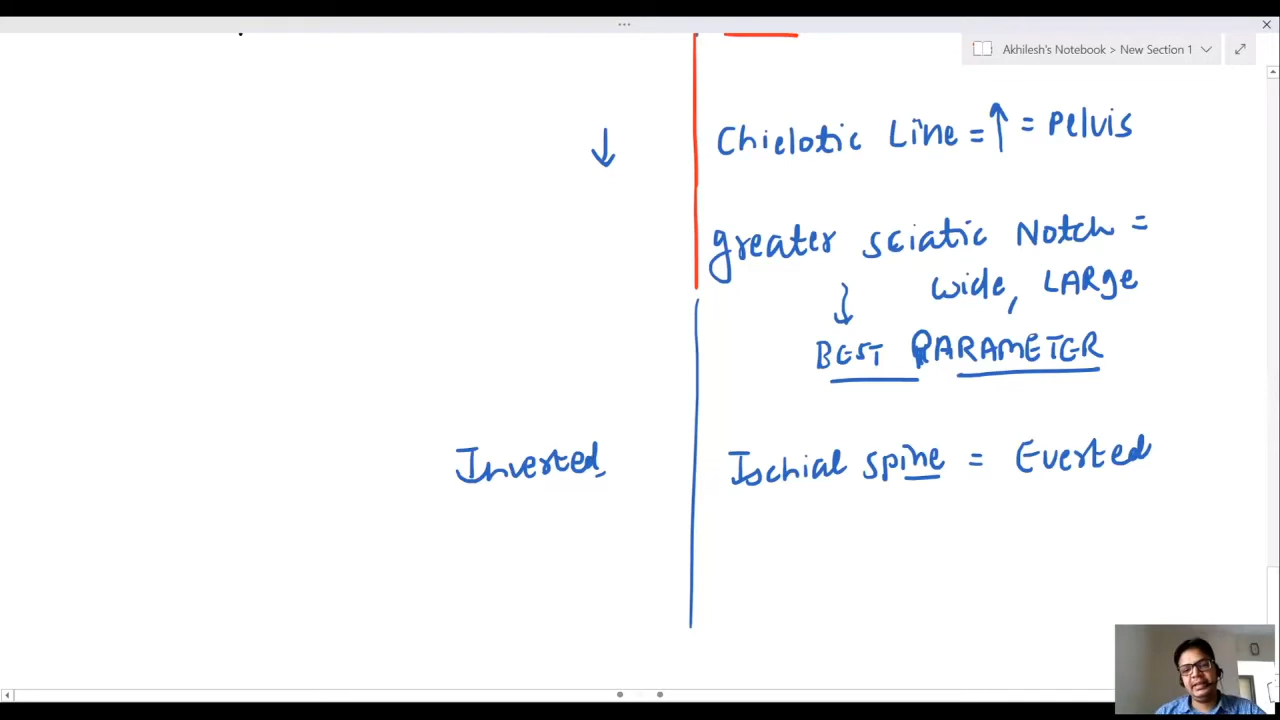 Akhilesh's Notebook > New Section 1
↓ Chielotic Line = ↑ = Pelvis
greater sciatic Notch =
↓ wide, LARge
BEST PARAMETER
Inverted Ischial spine = Everted